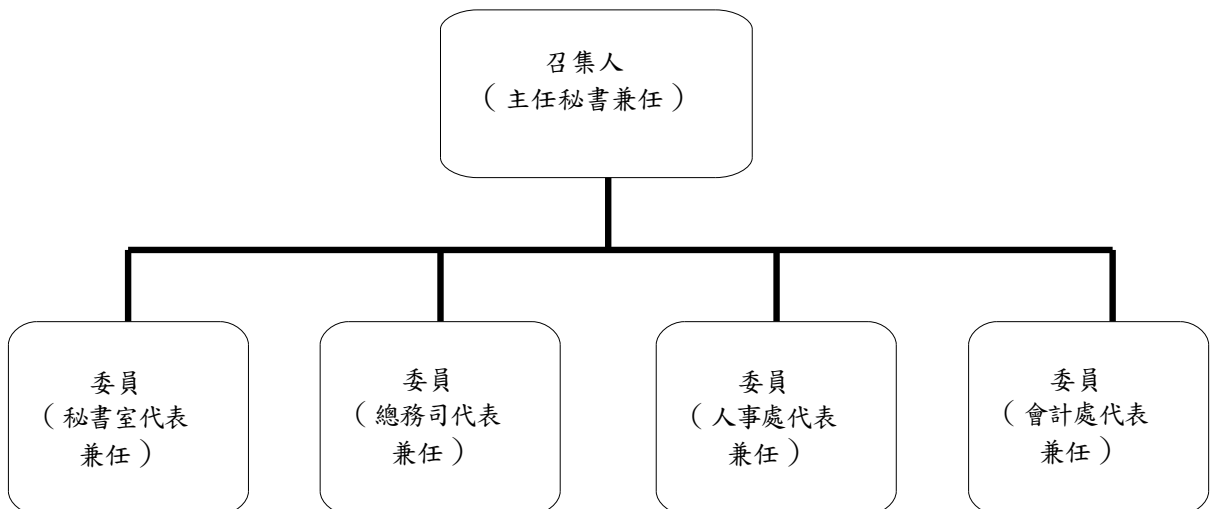 召集人
（主任秘書兼任）
委員
（秘書室代表
兼任）
委員
（總務司代表
兼任）
委員
（人事處代表
兼任）
委員
（會計處代表
兼任）